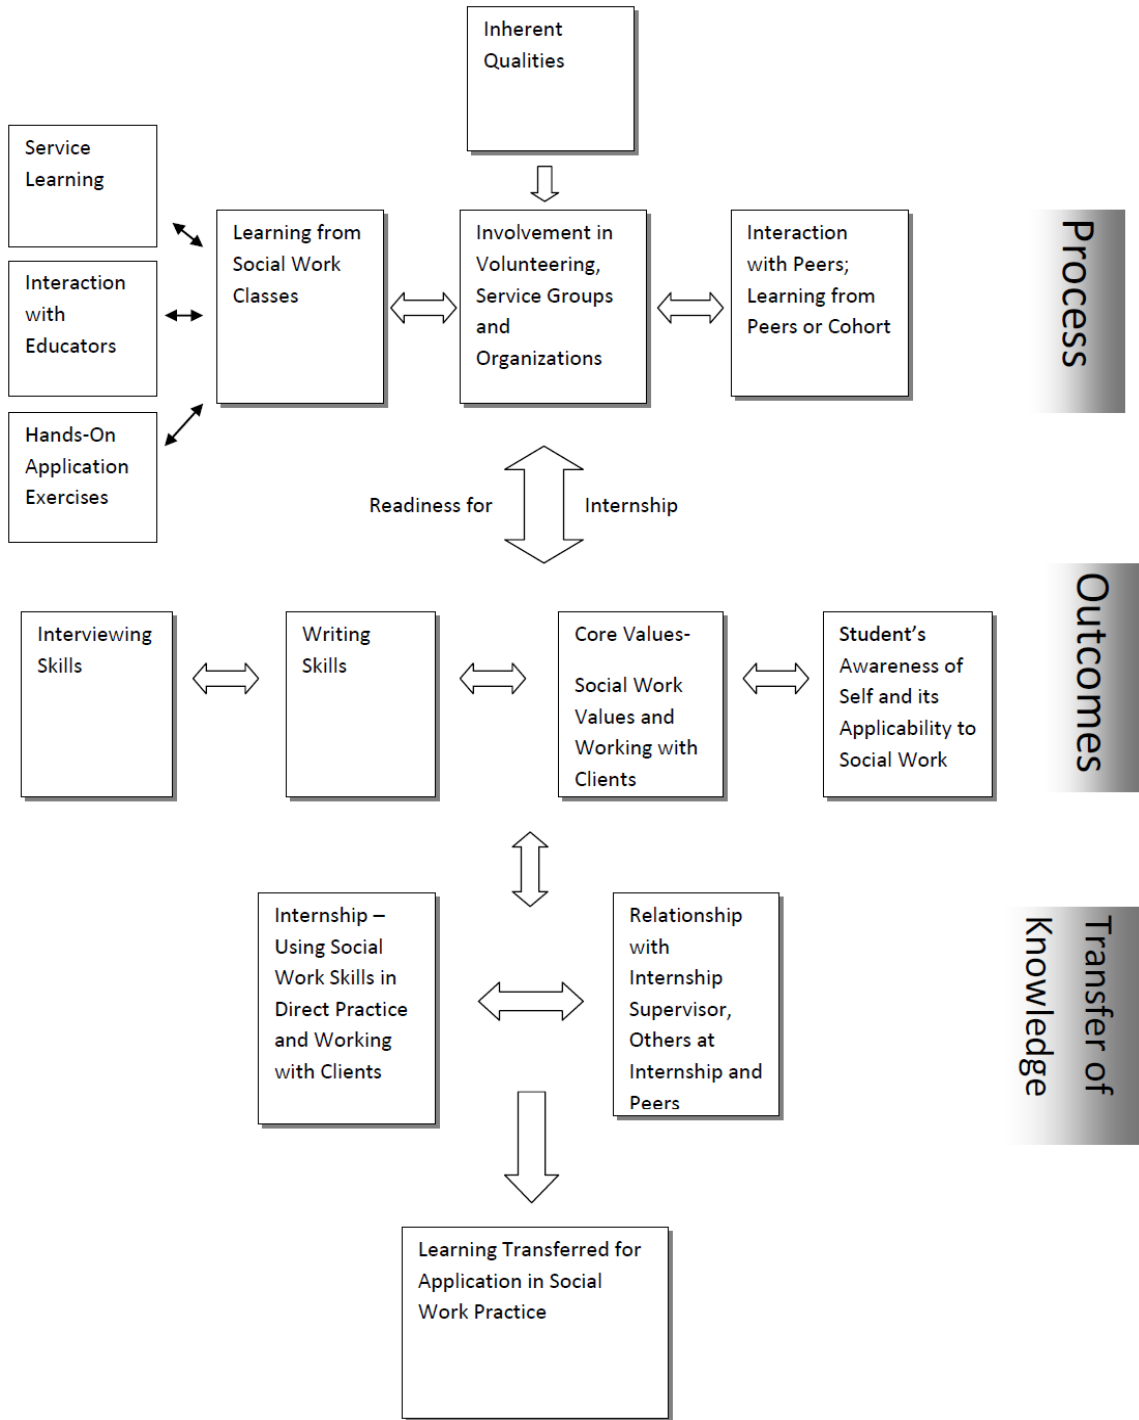 Inherent
Qualities
Service
Learning
Interaction
with
Educators
Hands-On
Application
Exercises
Learning from
Social Work
Classes
Involvement in
Volunteering,
Service Groups
and
Organizations
Interaction
with Peers;
Learning from
Peers or Cohort
Process
Readiness for
Internship
Interviewing
Skills
Writing
Skills
Core Values-
Social Work
Values and
Working with
Clients
Student’s
Awareness of
Self and its
Applicability to
Social Work
Outcomes
Internship –
Using Social
Work Skills in
Direct Practice
and Working
with Clients
Relationship
with
Internship
Supervisor,
Others at
Internship and
Peers
Transfer of
Knowledge
Learning Transferred for
Application in Social
Work Practice